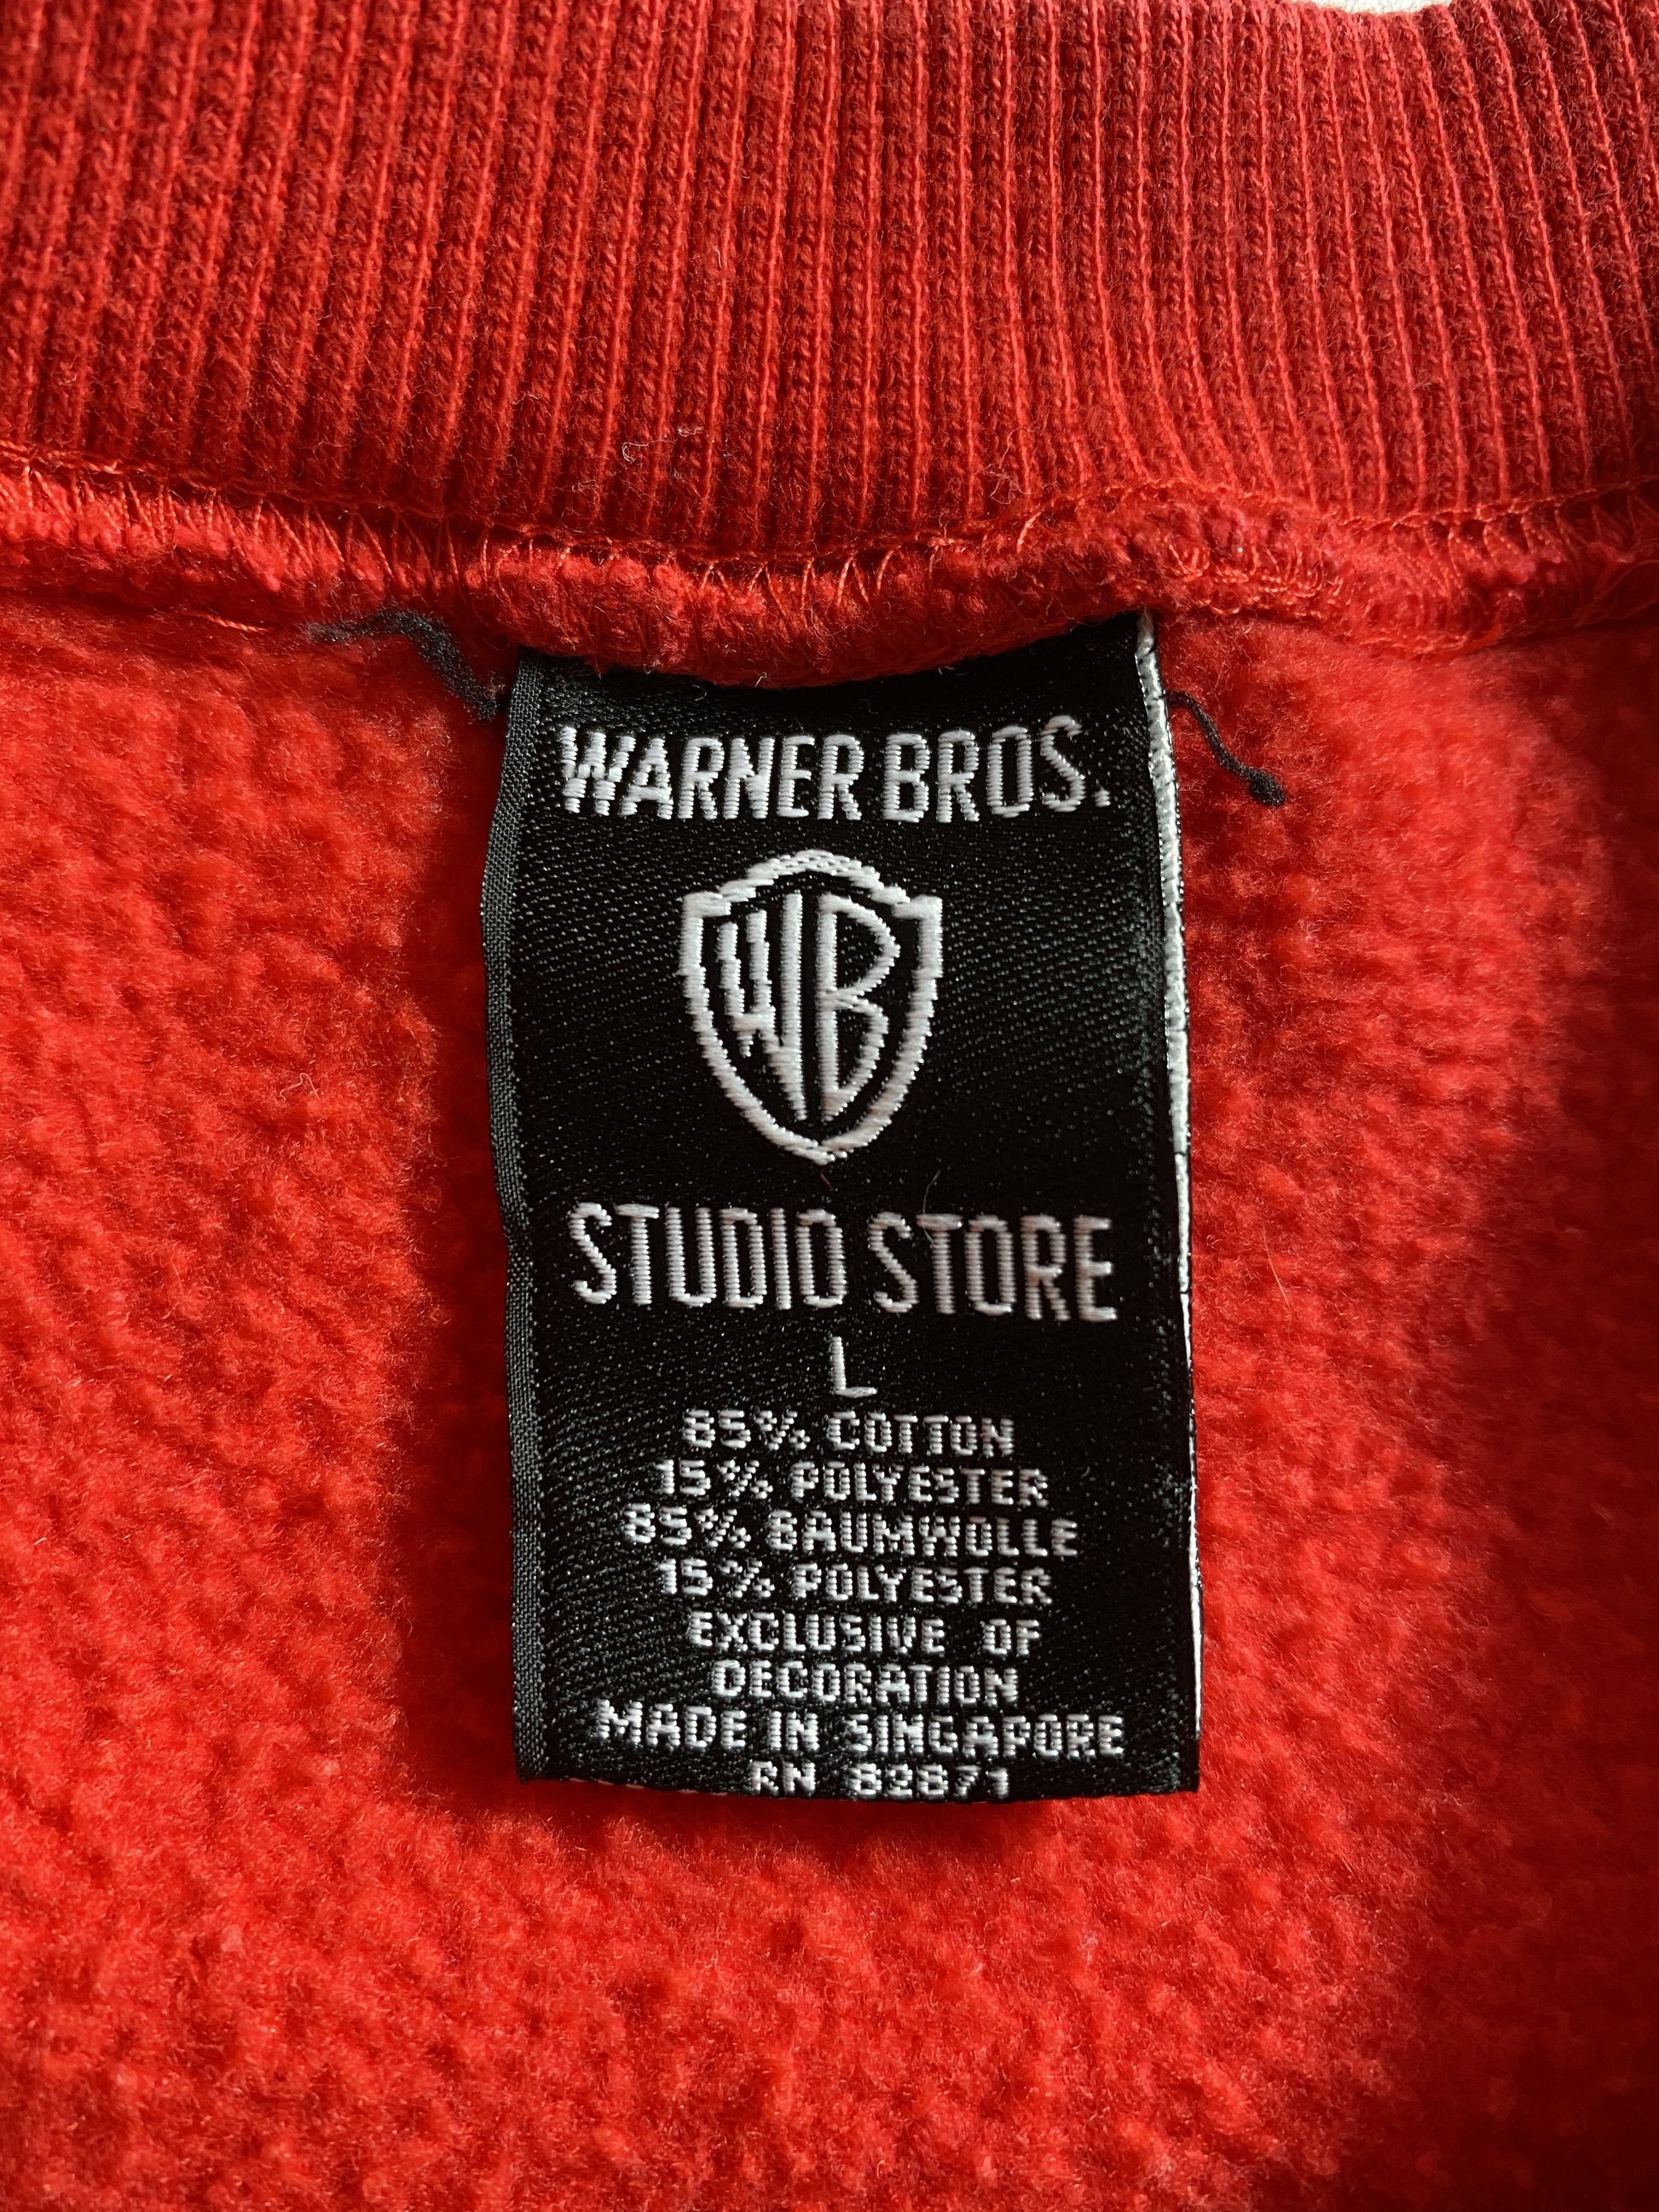 WARNER BROS.
WB
STUDIO STORE
L
85% COTTON
15% POLYESTER
85% BAUMWOLLE
15% POLYESTER
EXCLUSIVE OF
DECORATION
MADE IN SINGAPORE
RN 82871